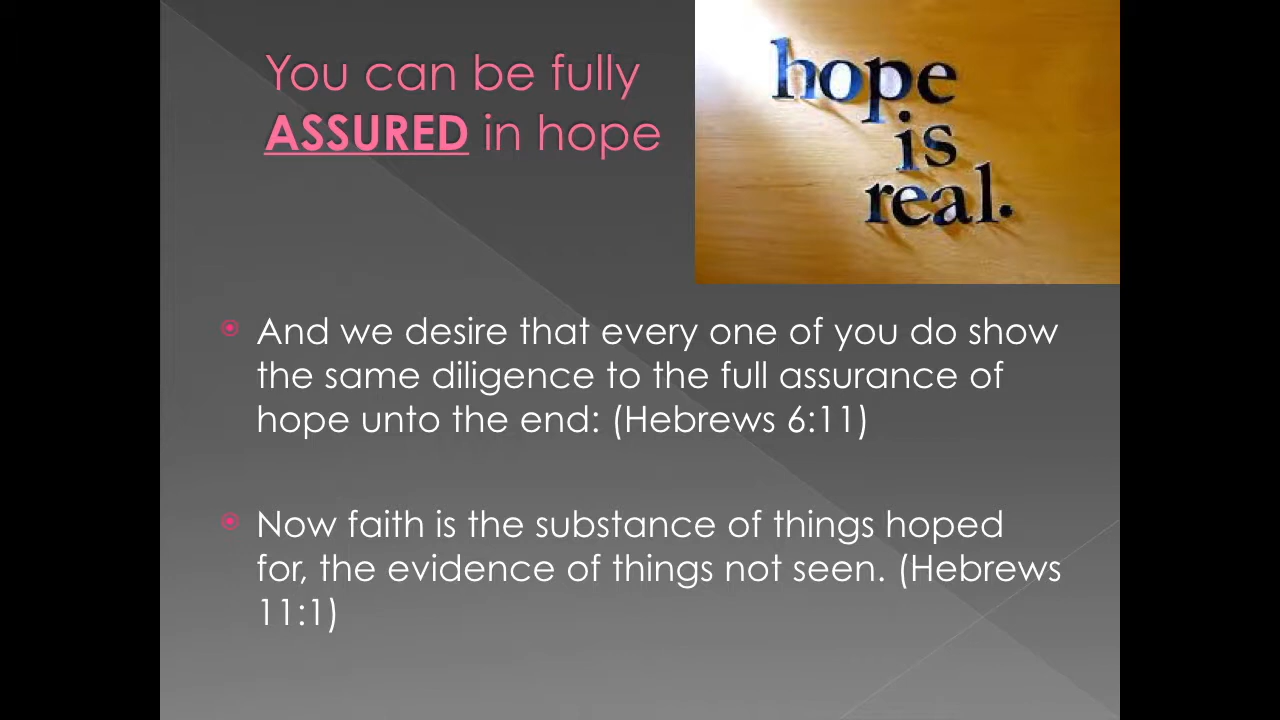 You can be fully
ASSURED in hope
hope
is
real.
And we desire that every one of you do show
the same diligence to the full assurance of
hope unto the end: (Hebrews 6:11)
Now faith is the substance of things hoped
for, the evidence of things not seen. (Hebrews
11:1)